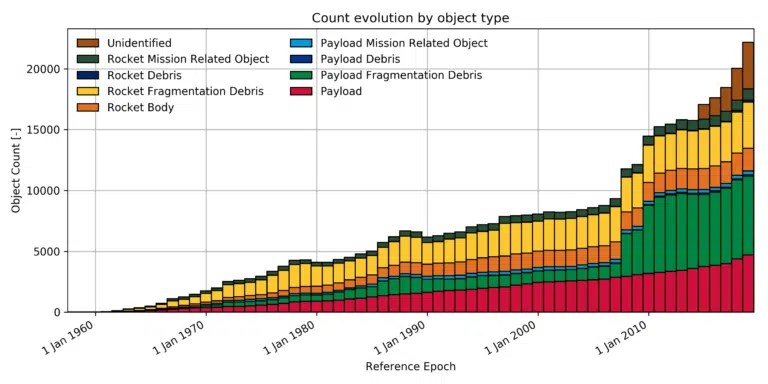 Count evolution by object type
Unidentified
Rocket Mission Related Object
Rocket Debris
Rocket Fragmentation Debris
Rocket Body
Payload Mission Related Object
Payload Debris
Payload Fragmentation Debris
Payload
Object Count [-]
20000
15000
10000
5000
0
1 Jan 1960
1 Jan 1970
1 Jan 1980
1 Jan 1990
1 Jan 2000
1 Jan 2010
Reference Epoch